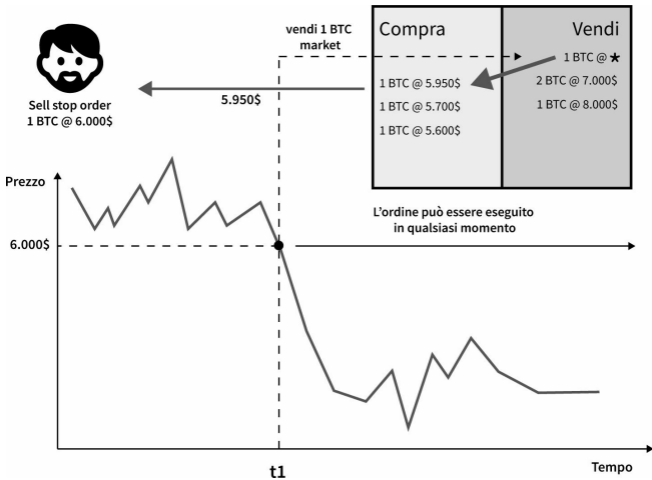 vendi 1 BTC
market
Compra
Vendi
1 BTC @ ★
1 BTC @ 5.950$
2 BTC @ 7.000$
1 BTC @ 5.700$
1 BTC @ 8.000$
1 BTC @ 5.600$
Sell stop order
1 BTC @ 6.000$
5.950$
Prezzo
L'ordine può essere eseguito
in qualsiasi momento
6.000$
Tempo
t1